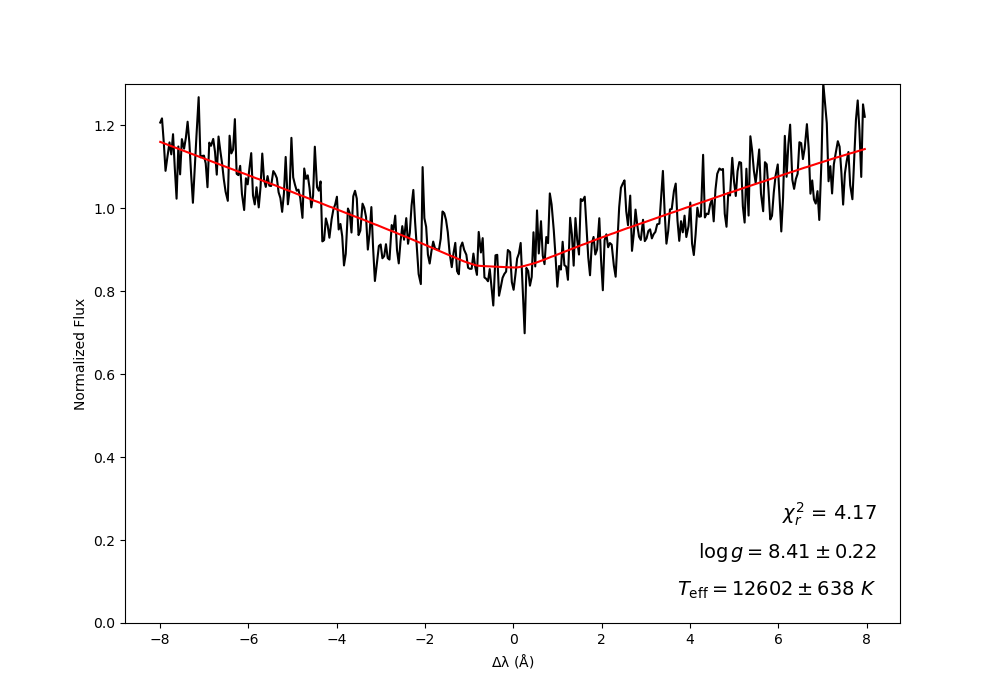 1.2
1.0
0.8
0.6
0.4
0.2
0.0
Normalized Flux
χ²ᵣ = 4.17
log g = 8.41 ± 0.22
T_eff = 12602 ± 638 K
−8 −6 −4 −2 0 2 4 6 8
Δλ (Å)